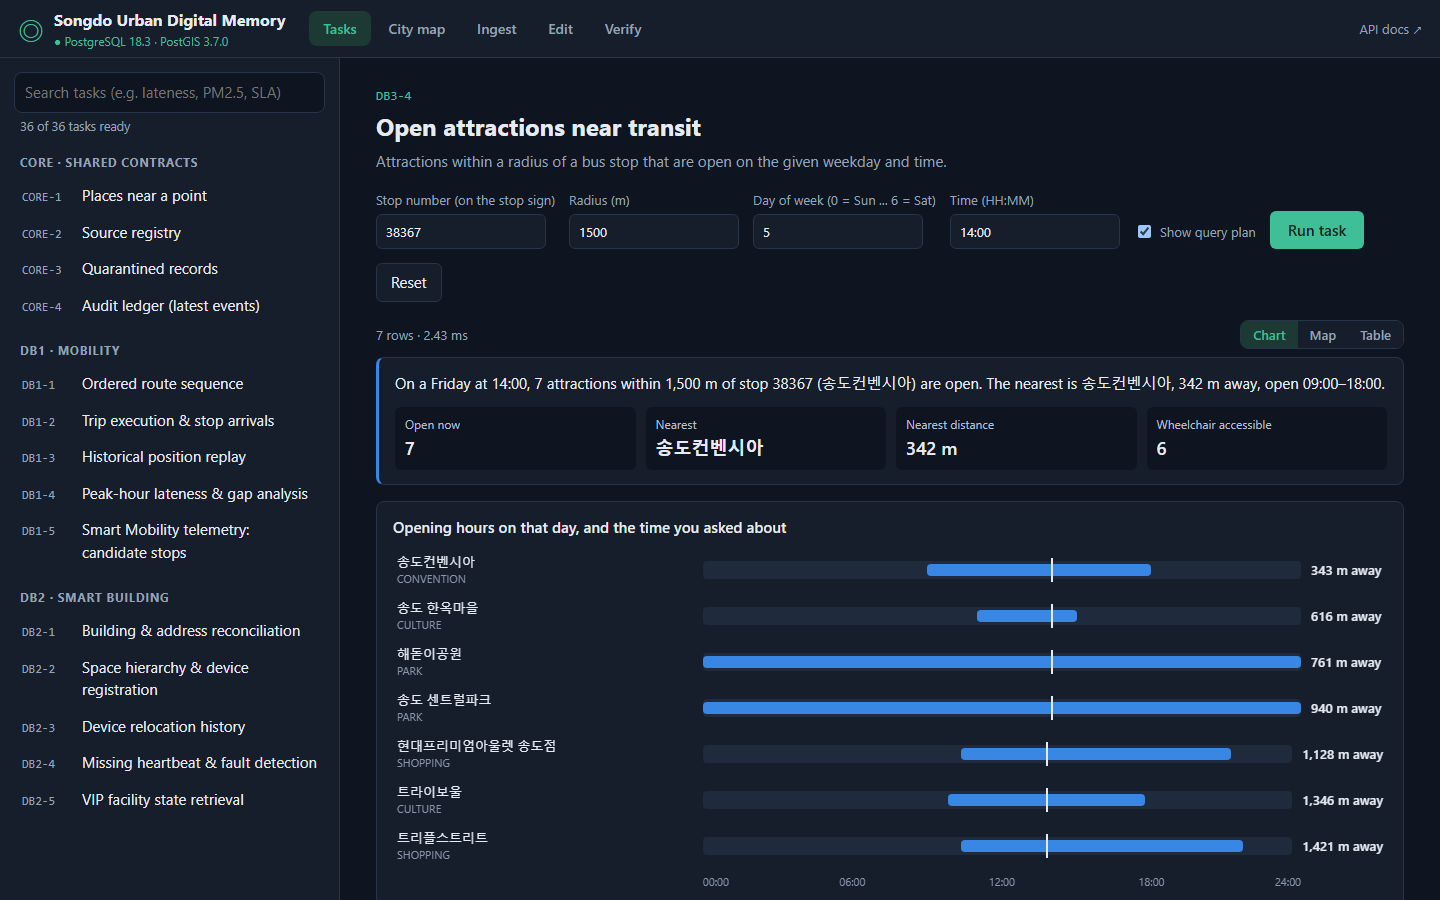 Songdo Urban Digital Memory
● PostgreSQL 18.3 · PostGIS 3.7.0
Tasks
City map
Ingest
Edit
Verify
API docs ↗
Search tasks (e.g. lateness, PM2.5, SLA)
36 of 36 tasks ready
CORE · SHARED CONTRACTS
CORE-1 Places near a point
CORE-2 Source registry
CORE-3 Quarantined records
CORE-4 Audit ledger (latest events)
DB1 · MOBILITY
DB1-1 Ordered route sequence
DB1-2 Trip execution & stop arrivals
DB1-3 Historical position replay
DB1-4 Peak-hour lateness & gap analysis
DB1-5 Smart Mobility telemetry:
candidate stops
DB2 · SMART BUILDING
DB2-1 Building & address reconciliation
DB2-2 Space hierarchy & device
registration
DB2-3 Device relocation history
DB2-4 Missing heartbeat & fault detection
DB2-5 VIP facility state retrieval
DB3-4
Open attractions near transit
Attractions within a radius of a bus stop that are open on the given weekday and time.
Stop number (on the stop sign)
38367
Radius (m)
1500
Day of week (0 = Sun ... 6 = Sat)
5
Time (HH:MM)
14:00
Show query plan
Run task
Reset
7 rows · 2.43 ms
Chart
Map
Table
On a Friday at 14:00, 7 attractions within 1,500 m of stop 38367 (송도컨벤시아) are open. The nearest is 송도컨벤시아, 342 m away, open 09:00–18:00.
Open now
7
Nearest
송도컨벤시아
Nearest distance
342 m
Wheelchair accessible
6
Opening hours on that day, and the time you asked about
송도컨벤시아
CONVENTION
343 m away
송도 한옥마을
CULTURE
616 m away
해돋이공원
PARK
761 m away
송도 센트럴파크
PARK
940 m away
현대프리미엄아울렛 송도점
SHOPPING
1,128 m away
트라이보울
CULTURE
1,346 m away
트리플스트리트
SHOPPING
1,421 m away
00:00 06:00 12:00 18:00 24:00